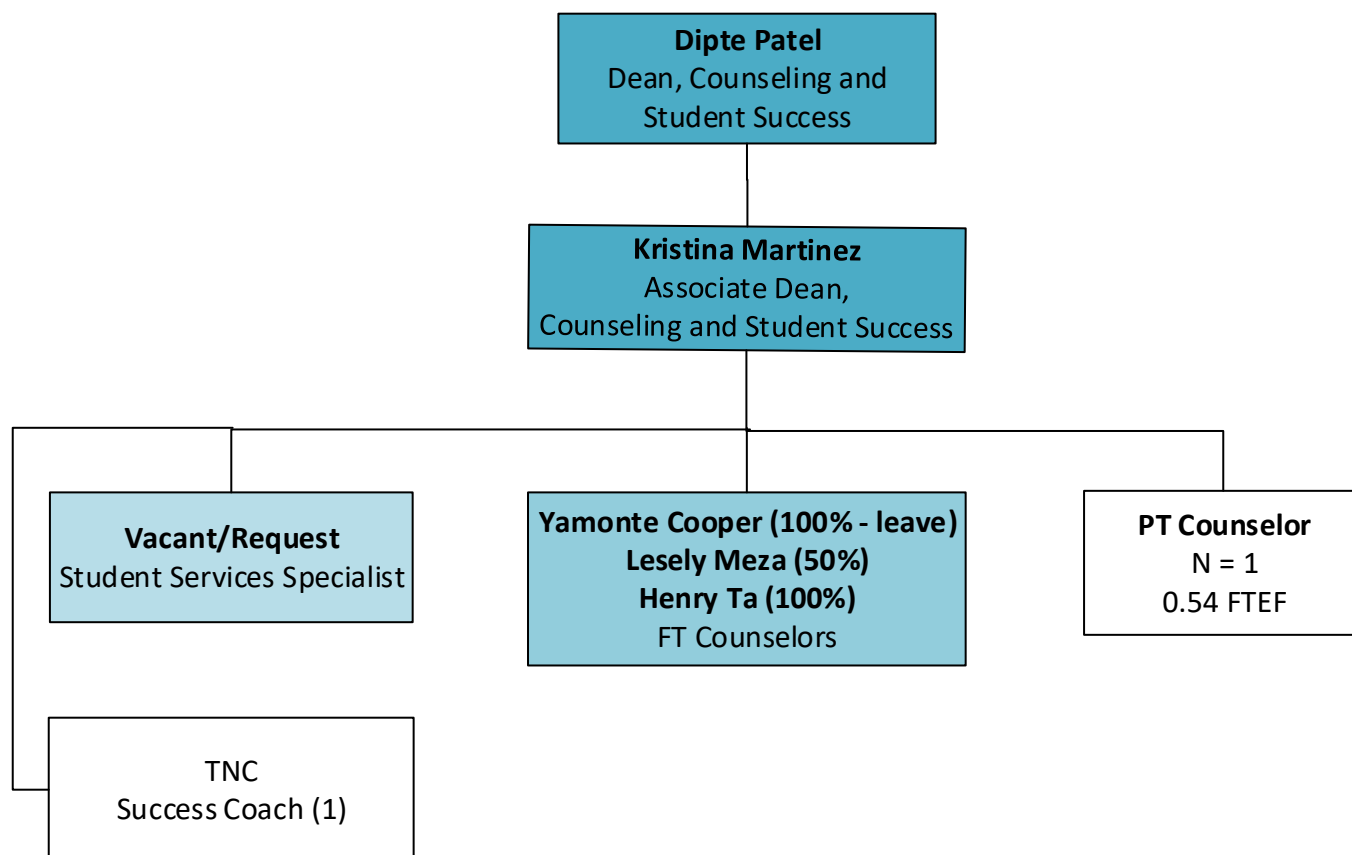 Dipte Patel
Dean, Counseling and
Student Success
Kristina Martinez
Associate Dean,
Counseling and Student Success
Vacant/Request
Student Services Specialist
Yamonte Cooper (100% - leave)
Lesely Meza (50%)
Henry Ta (100%)
FT Counselors
PT Counselor
N = 1
0.54 FTEF
TNC
Success Coach (1)